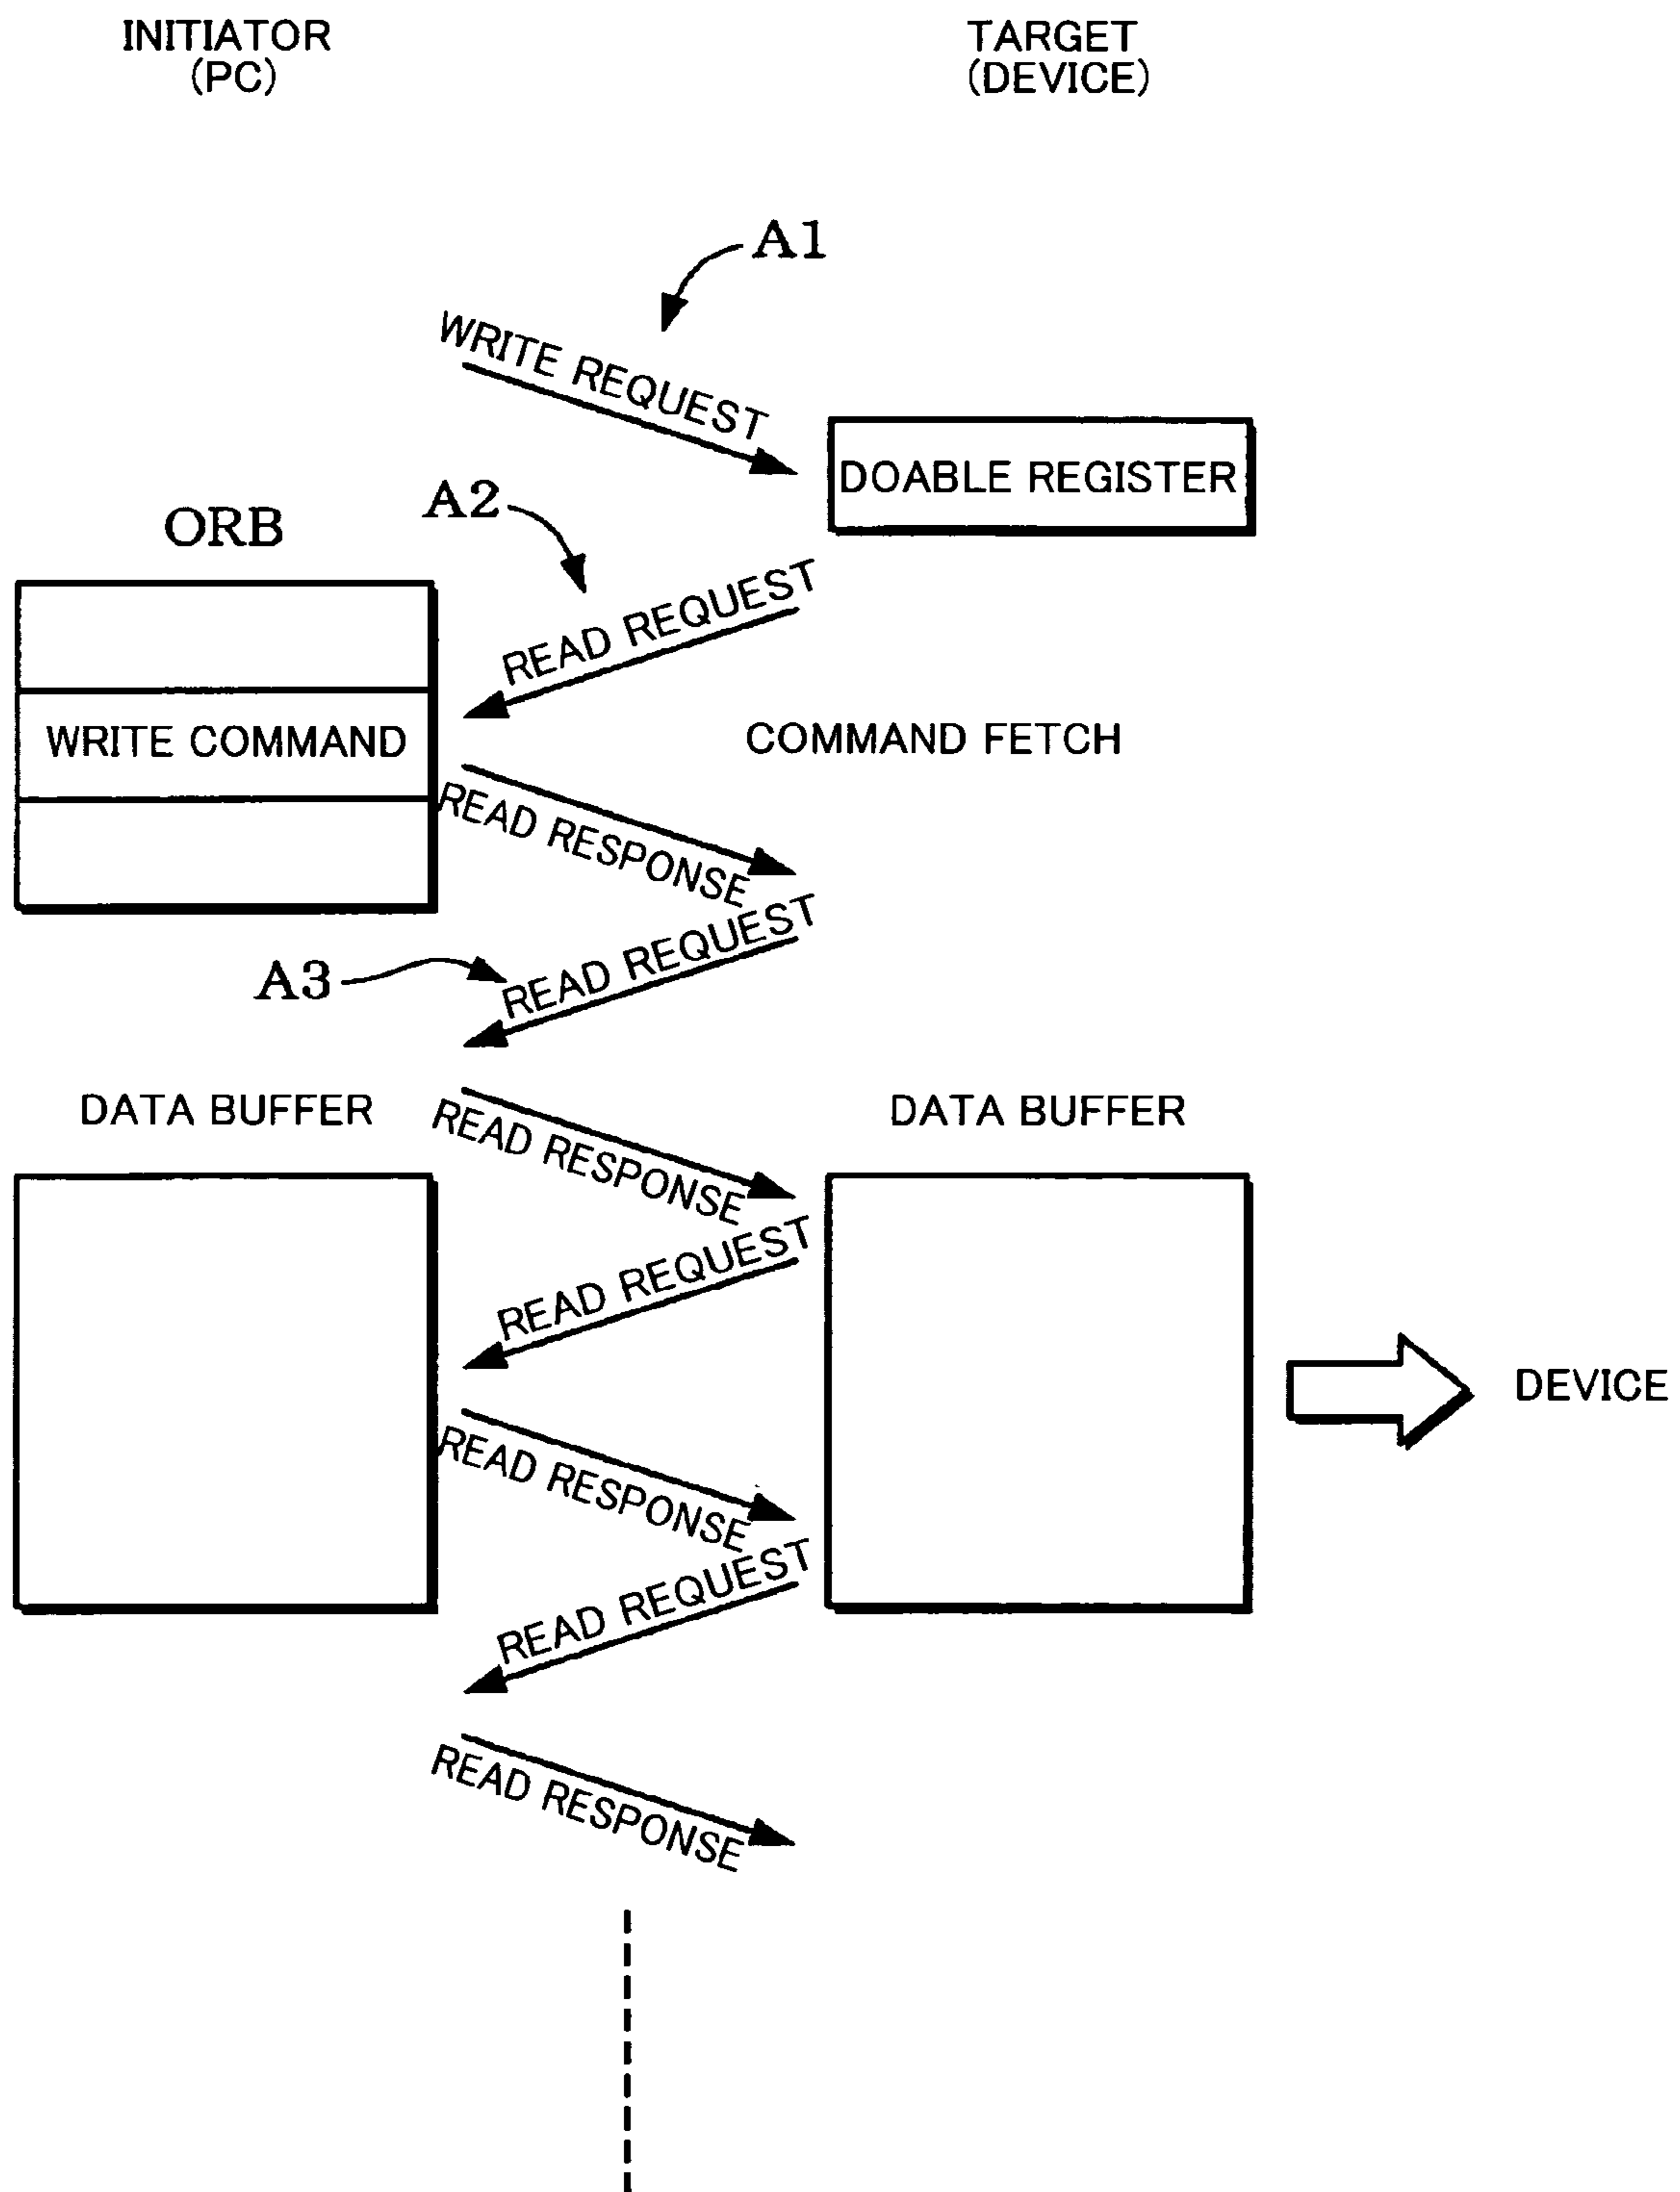 INITIATOR
(PC)
TARGET
(DEVICE)
A1
WRITE REQUEST
DOABLE REGISTER
A2
ORB
READ REQUEST
WRITE COMMAND
COMMAND FETCH
READ RESPONSE
READ REQUEST
A3
DATA BUFFER
READ RESPONSE
DATA BUFFER
READ REQUEST
DEVICE
READ RESPONSE
READ REQUEST
READ RESPONSE